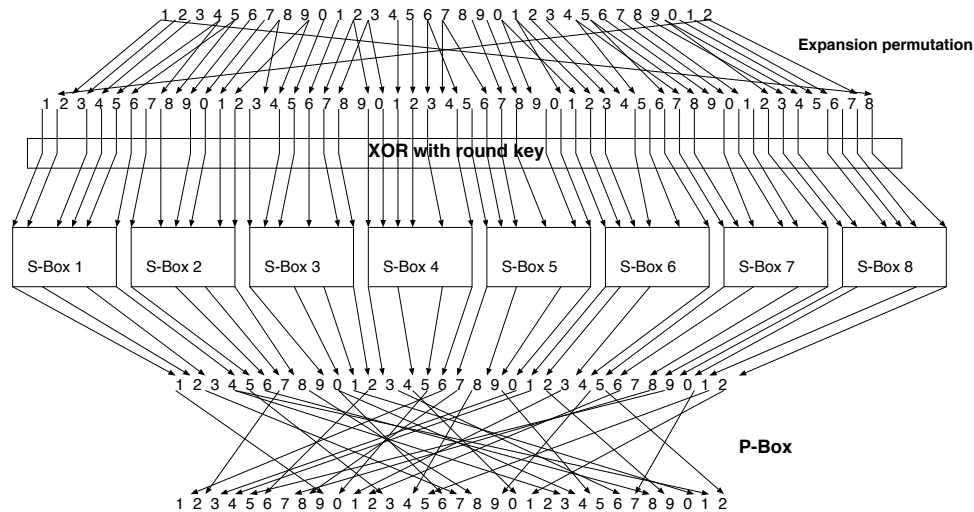 1 2 3 4 5 6 7 8 9 0 1 2 3 4 5 6 7 8 9 0 1 2 3 4 5 6 7 8 9 0 1 2
Expansion permutation
1 2 3 4 5 6 7 8 9 0 1 2 3 4 5 6 7 8 9 0 1 2 3 4 5 6 7 8 9 0 1 2 3 4 5 6 7 8 9 0 1 2 3 4 5 6 7 8
XOR with round key
S-Box 1 S-Box 2 S-Box 3 S-Box 4 S-Box 5 S-Box 6 S-Box 7 S-Box 8
1 2 3 4 5 6 7 8 9 0 1 2 3 4 5 6 7 8 9 0 1 2 3 4 5 6 7 8 9 0 1 2
P-Box
1 2 3 4 5 6 7 8 9 0 1 2 3 4 5 6 7 8 9 0 1 2 3 4 5 6 7 8 9 0 1 2